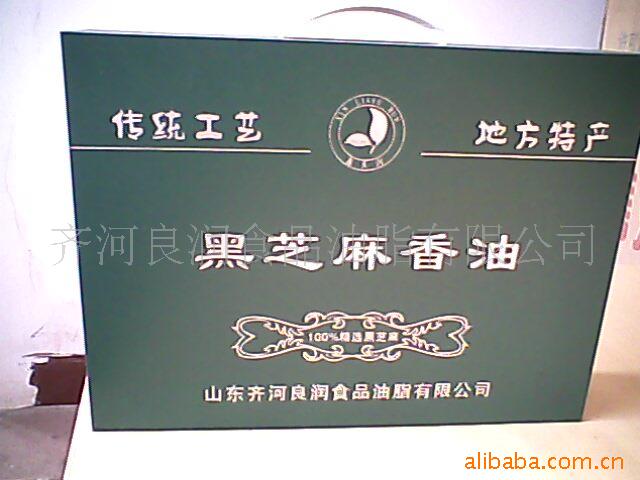 传统工艺
地方特产
黑芝麻香油
齐河良润食品油脂有限公司
100%精选黑芝麻
山东齐河良润食品油脂有限公司
alibaba.com.cn